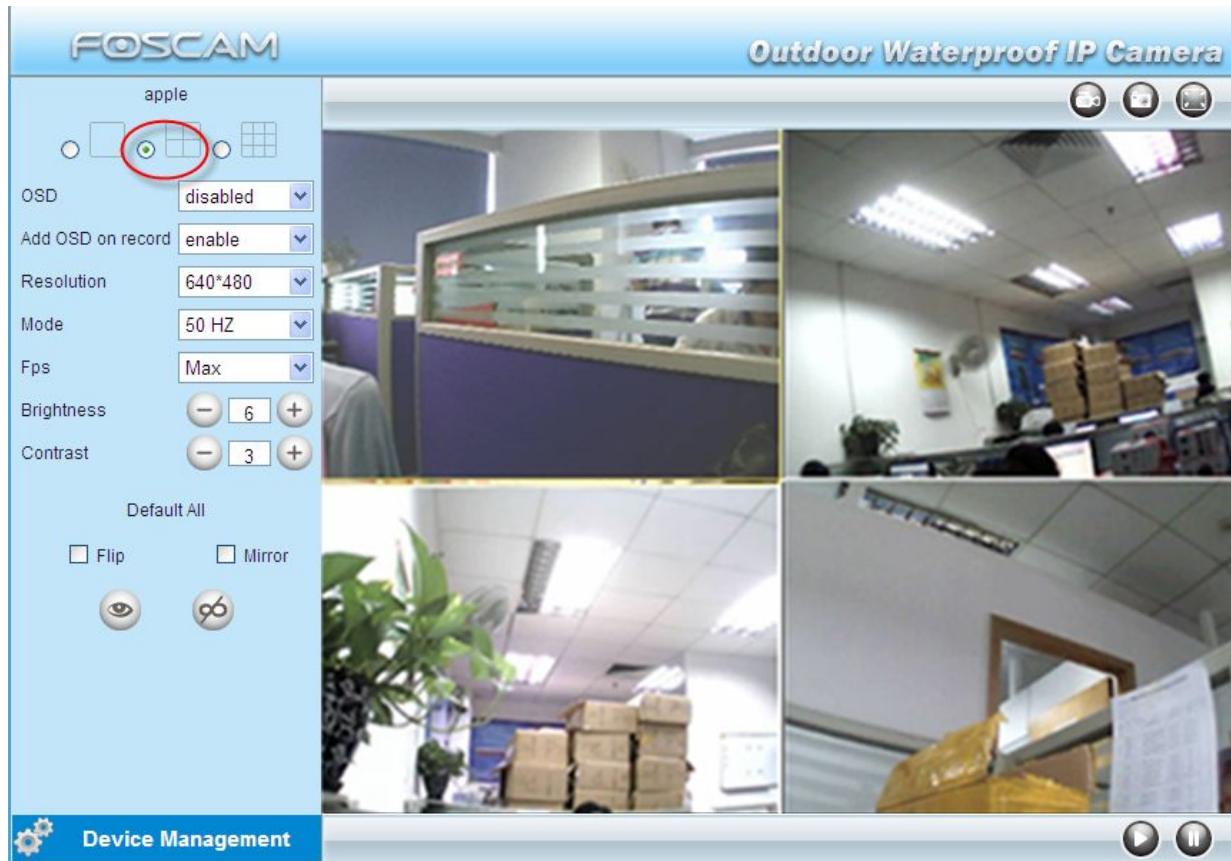 FOSCAM
Outdoor Waterproof IP Camera
apple
OSD disabled
Add OSD on record enable
Resolution 640*480
Mode 50 HZ
Fps Max
Brightness 6
Contrast 3
Default All
Flip Mirror
Device Management